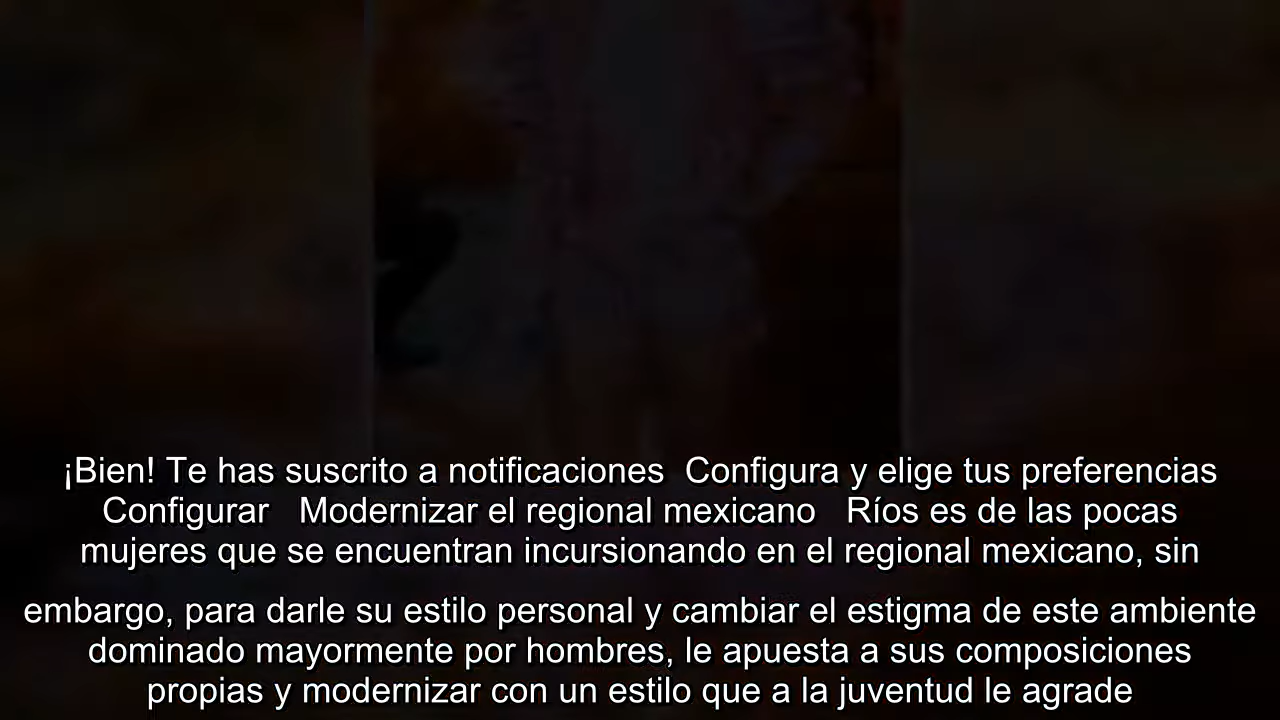 ¡Bien! Te has suscrito a notificaciones  Configura y elige tus preferencias
Configurar   Modernizar el regional mexicano   Ríos es de las pocas
mujeres que se encuentran incursionando en el regional mexicano, sin
embargo, para darle su estilo personal y cambiar el estigma de este ambiente
dominado mayormente por hombres, le apuesta a sus composiciones
propias y modernizar con un estilo que a la juventud le agrade